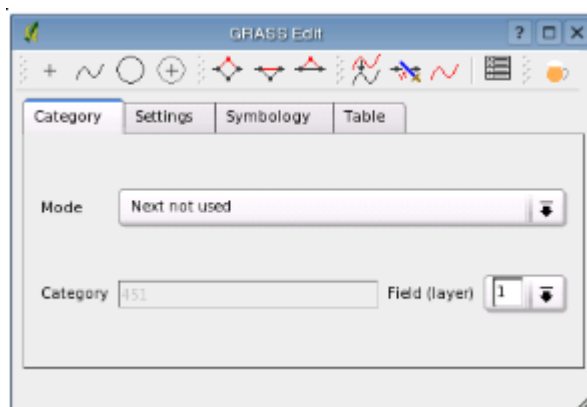 GRASS Edit
Category Settings Symbology Table
Mode Next not used
Category 451 Field (layer) 1